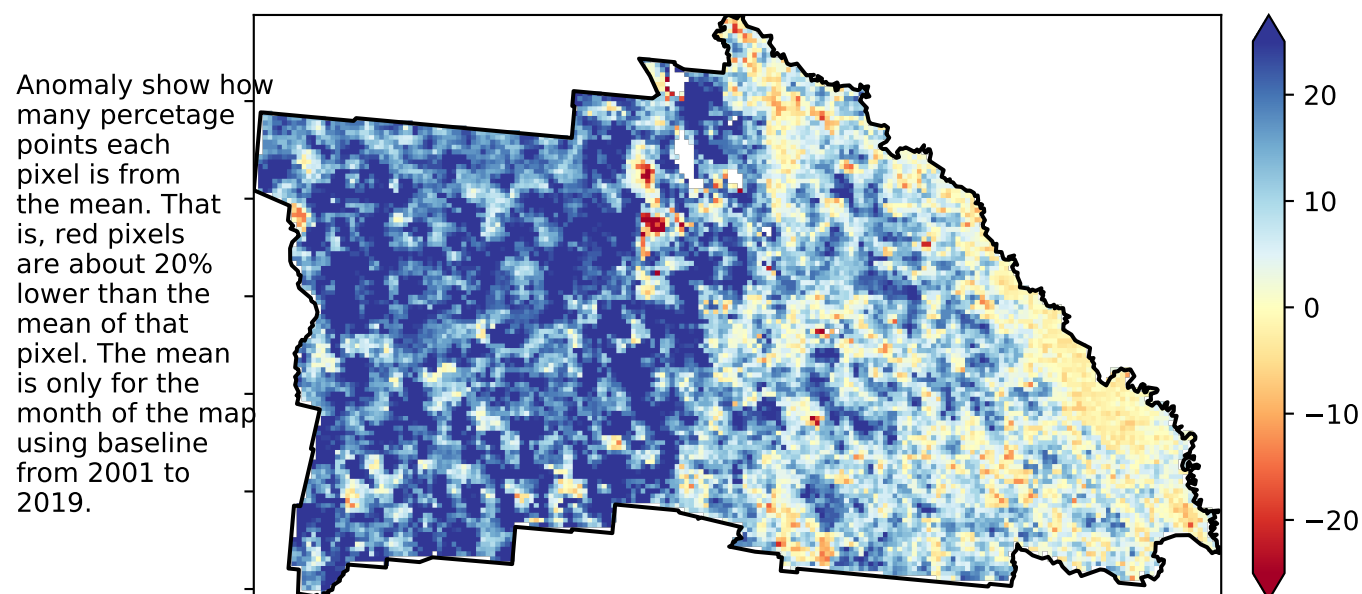 Anomaly show how
many percetage
points each
pixel is from
the mean. That
is, red pixels
are about 20%
lower than the
mean of that
pixel. The mean
is only for the
month of the map
using baseline
from 2001 to
2019.
20
10
0
−10
−20